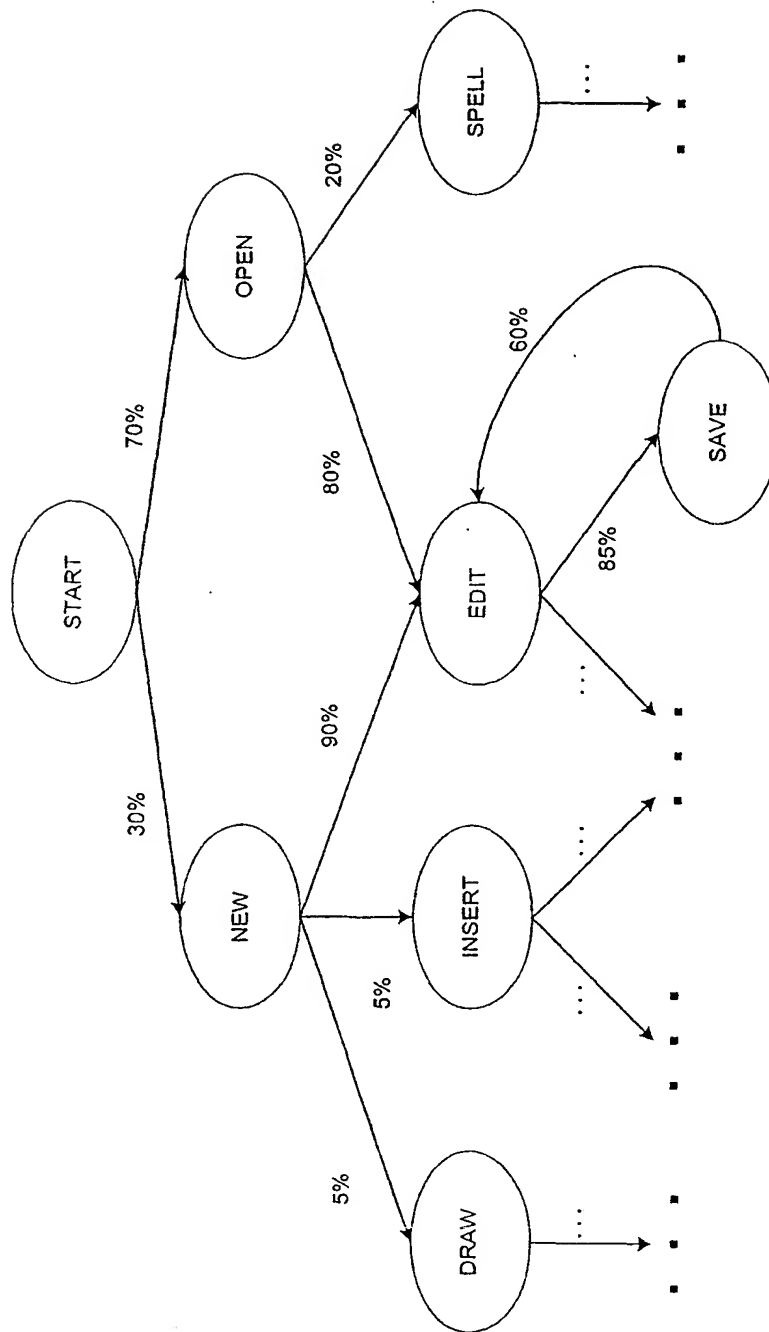 START
30%
70%
NEW
OPEN
5%
5%
90%
80%
20%
DRAW
INSERT
EDIT
SPELL
....
....
....
....
85%
60%
....
SAVE